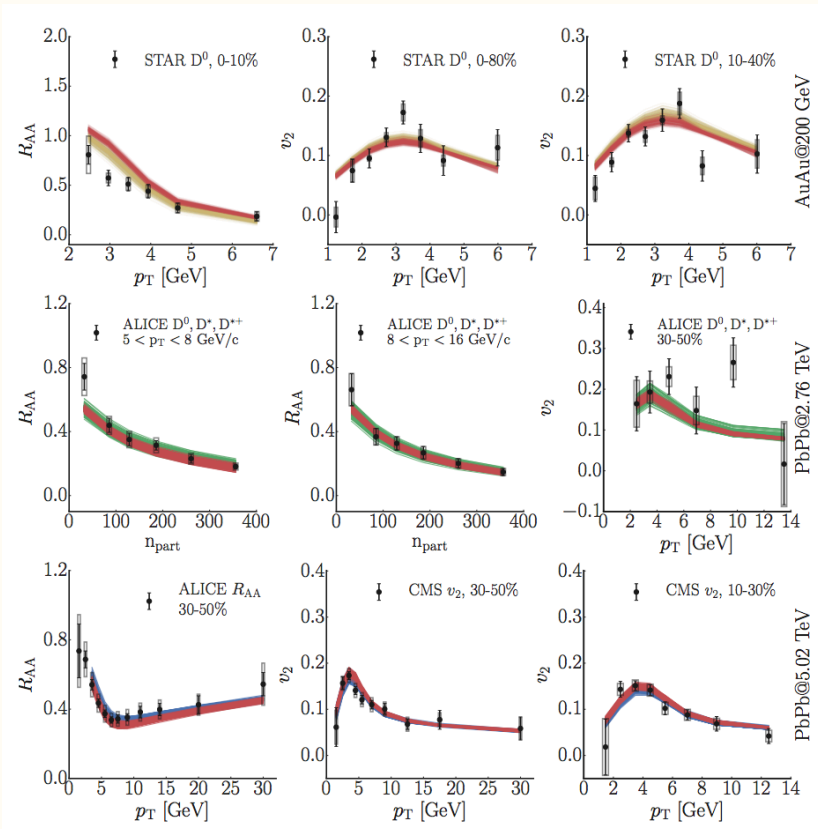 2.0
1.5
1.0
0.5
0.0
R_AA
STAR D⁰, 0-10%
2 3 4 5 6 7
p_T [GeV]
0.3
0.2
0.1
0.0
v₂
STAR D⁰, 0-80%
1 2 3 4 5 6 7
p_T [GeV]
0.3
0.2
0.1
0.0
v₂
STAR D⁰, 10-40%
1 2 3 4 5 6 7
p_T [GeV]
AuAu@200 GeV
1.2
0.8
0.4
0.0
R_AA
ALICE D⁰, D*, D*⁺
5 < p_T < 8 GeV/c
0 100 200 300 400
n_part
1.2
0.8
0.4
0.0
R_AA
ALICE D⁰, D*, D*⁺
8 < p_T < 16 GeV/c
0 100 200 300 400
n_part
0.4
0.3
0.2
0.1
0.0
−0.1
v₂
ALICE D⁰, D*, D*⁺
30-50%
0 2 4 6 8 10 12 14
p_T [GeV]
PbPb@2.76 TeV
1.2
0.8
0.4
0.0
R_AA
ALICE R_AA
30-50%
0 5 10 15 20 25 30
p_T [GeV]
0.4
0.3
0.2
0.1
0.0
v₂
CMS v₂, 30-50%
0 5 10 15 20 25 30
p_T [GeV]
0.4
0.3
0.2
0.1
0.0
v₂
CMS v₂, 10-30%
0 2 4 6 8 10 12 14
p_T [GeV]
PbPb@5.02 TeV